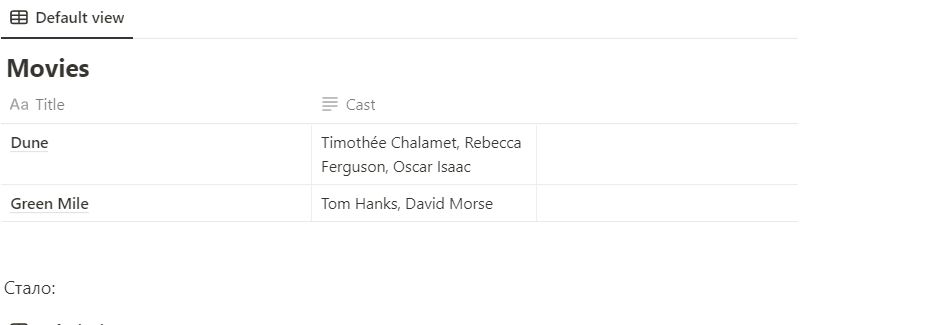 Default view
Movies
Aa Title
Cast
Dune
Timothée Chalamet, Rebecca
Ferguson, Oscar Isaac
Green Mile
Tom Hanks, David Morse
Стало: